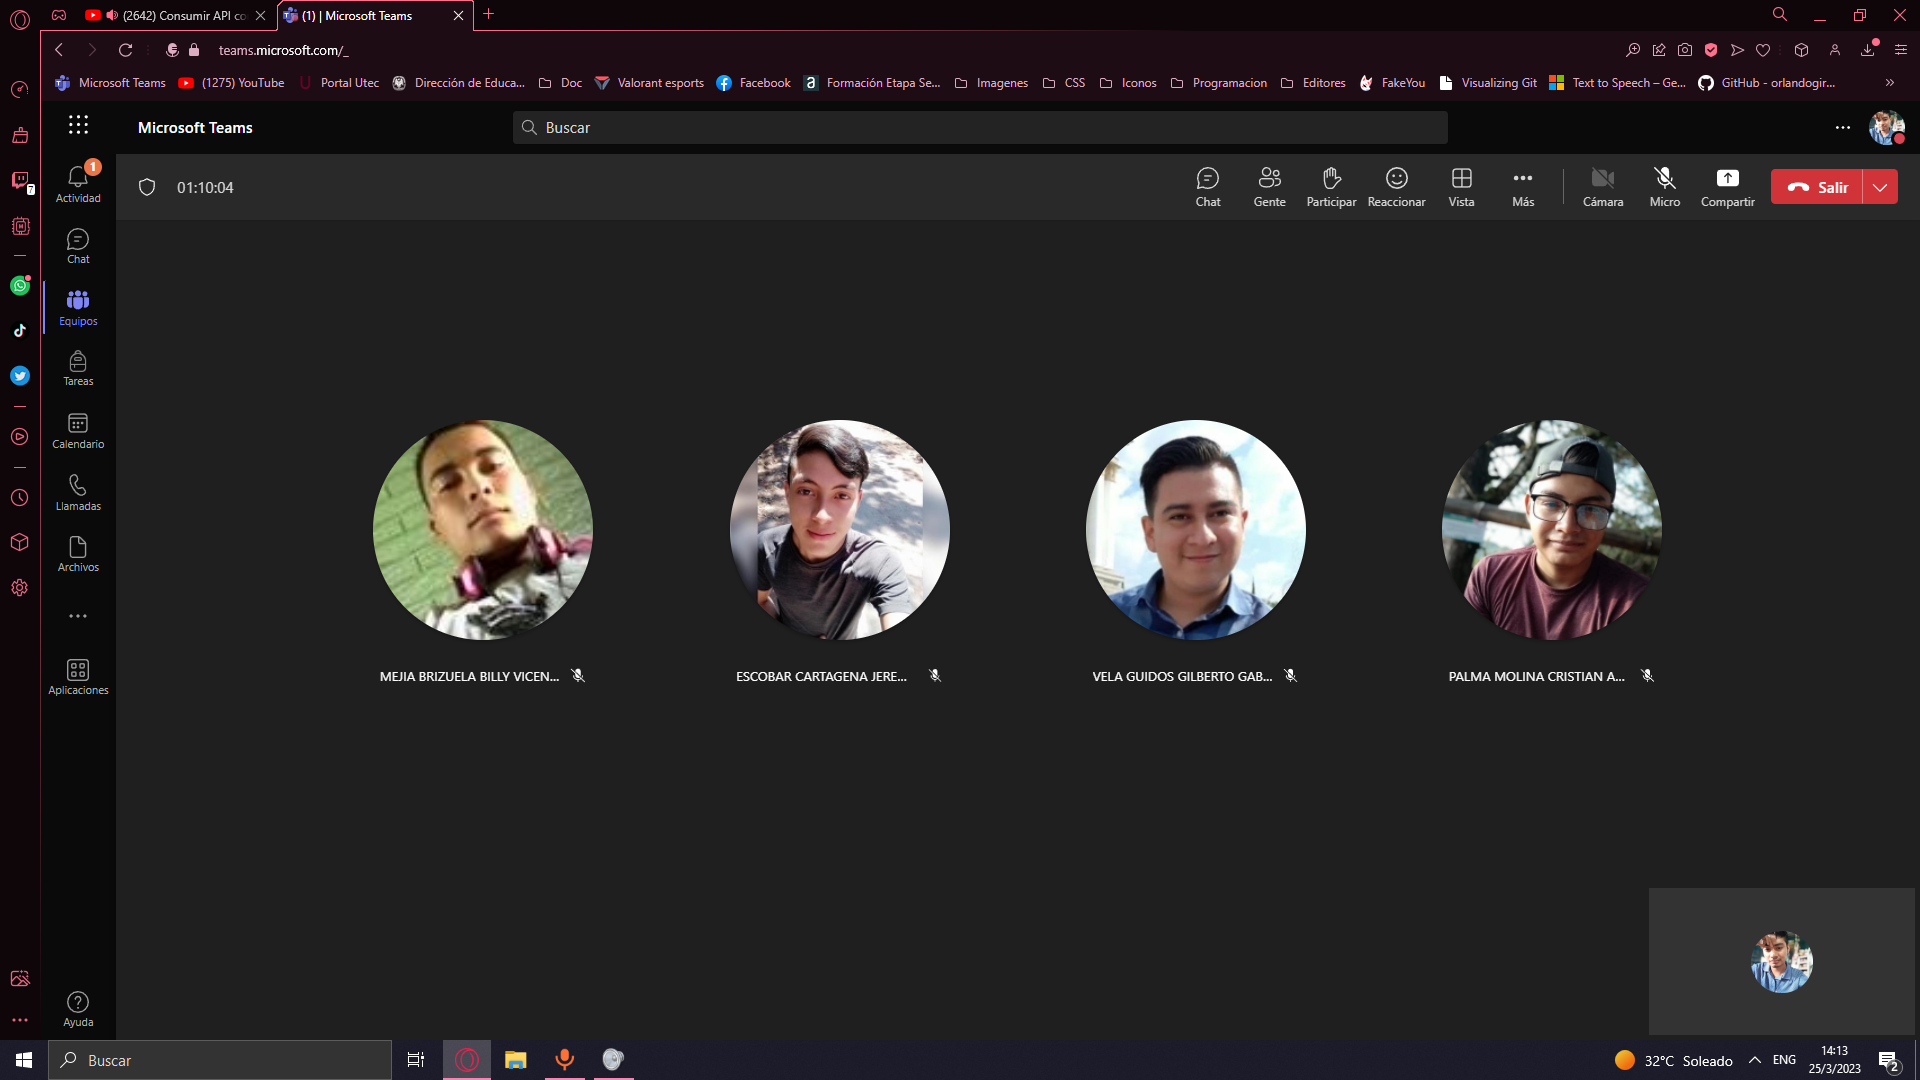 (2642) Consumir API co
(1) | Microsoft Teams
teams.microsoft.com/_
Microsoft Teams
(1275) YouTube
Portal Utec
Dirección de Educa...
Doc
Valorant esports
Facebook
Formación Etapa Se...
Imagenes
CSS
Iconos
Programacion
Editores
FakeYou
Visualizing Git
Text to Speech – Ge...
GitHub - orlandogir...
Microsoft Teams
Buscar
01:10:04
Chat
Gente
Participar
Reaccionar
Vista
Más
Cámara
Micro
Compartir
Salir
7
1
Actividad
Chat
Equipos
Tareas
Calendario
Llamadas
Archivos
Aplicaciones
Ayuda
MEJIA BRIZUELA BILLY VICEN...
ESCOBAR CARTAGENA JERE...
VELA GUIDOS GILBERTO GAB...
PALMA MOLINA CRISTIAN A...
Buscar
32°C Soleado
ENG
14:13
25/3/2023
2